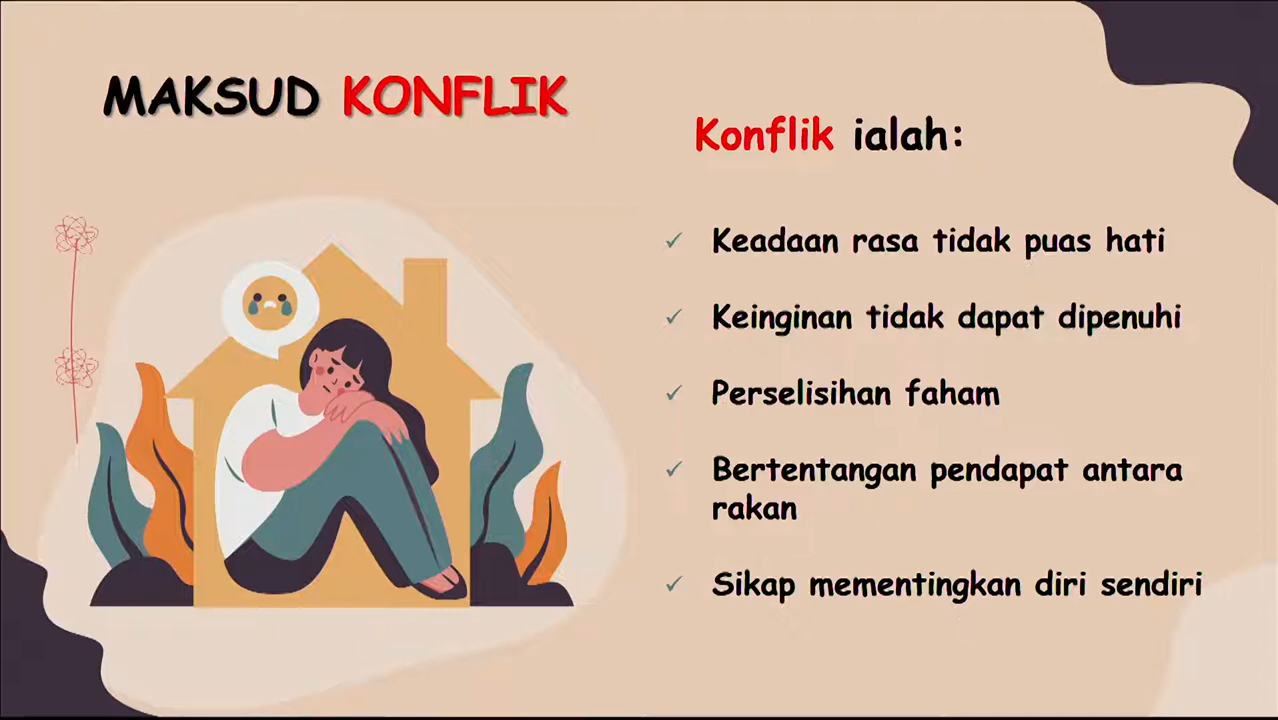 MAKSUD KONFLIK
Konflik ialah:
✓ Keadaan rasa tidak puas hati
✓ Keinginan tidak dapat dipenuhi
✓ Perselisihan faham
✓ Bertentangan pendapat antara
rakan
✓ Sikap mementingkan diri sendiri